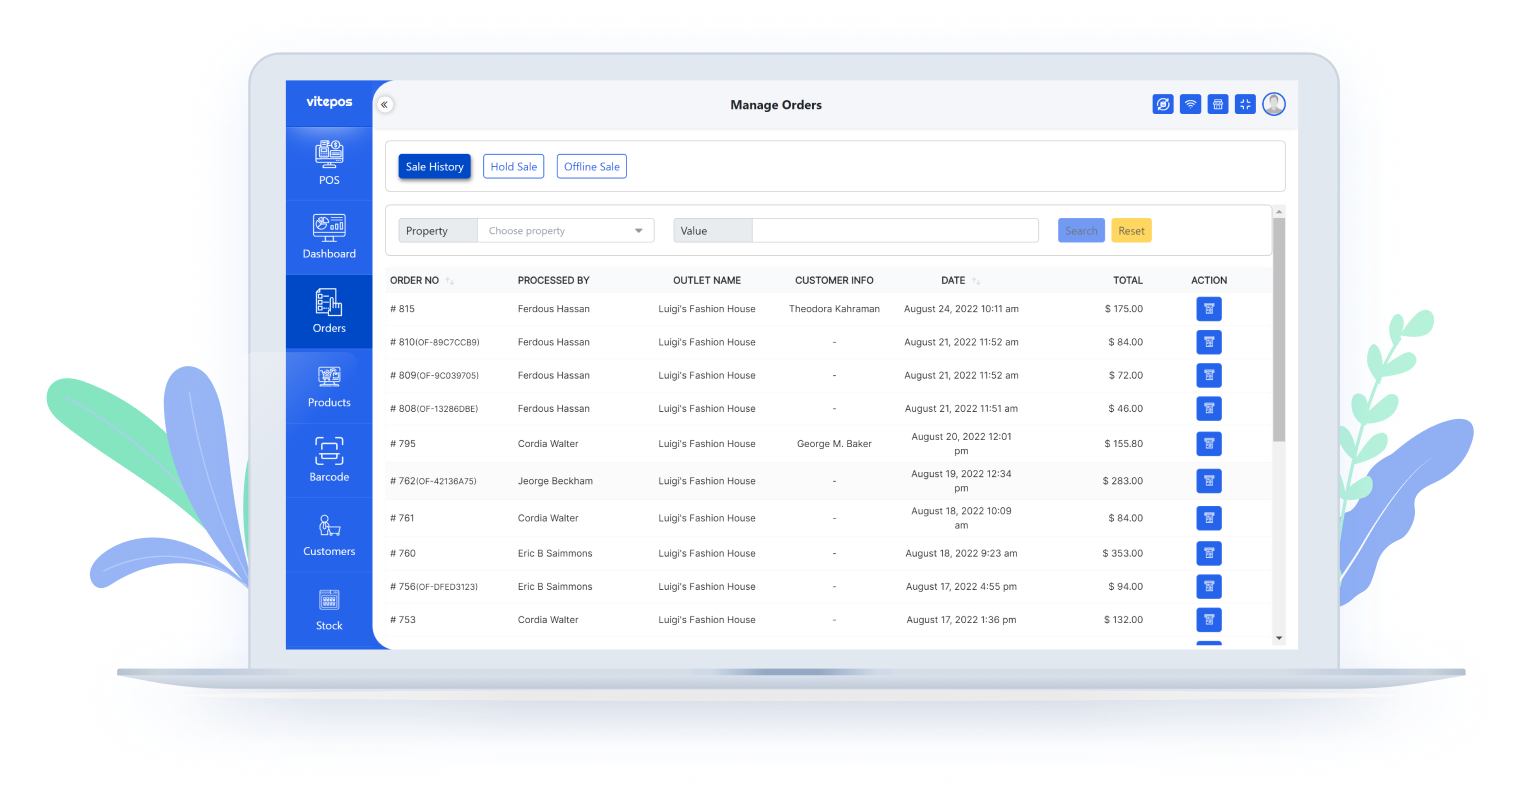 vitepos
Manage Orders
POS
Dashboard
Orders
Products
Barcode
Customers
Stock
Sale History Hold Sale Offline Sale
Property Choose property Value Search Reset
ORDER NO PROCESSED BY OUTLET NAME CUSTOMER INFO DATE TOTAL ACTION
# 815 Ferdous Hassan Luigi's Fashion House Theodora Kahraman August 24, 2022 10:11 am $ 175.00
# 810(OF-89C7CCB9) Ferdous Hassan Luigi's Fashion House - August 21, 2022 11:52 am $ 84.00
# 809(OF-9C039705) Ferdous Hassan Luigi's Fashion House - August 21, 2022 11:52 am $ 72.00
# 808(OF-13286DBE) Ferdous Hassan Luigi's Fashion House - August 21, 2022 11:51 am $ 46.00
# 795 Cordia Walter Luigi's Fashion House George M. Baker August 20, 2022 12:01 $ 155.80
pm
# 762(OF-42136A75) Jeorge Beckham Luigi's Fashion House - August 19, 2022 12:34 $ 283.00
pm
# 761 Cordia Walter Luigi's Fashion House - August 18, 2022 10:09 $ 84.00
am
# 760 Eric B Saimmons Luigi's Fashion House - August 18, 2022 9:23 am $ 353.00
# 756(OF-DFED3123) Eric B Saimmons Luigi's Fashion House - August 17, 2022 4:55 pm $ 94.00
# 753 Cordia Walter Luigi's Fashion House - August 17, 2022 1:36 pm $ 132.00